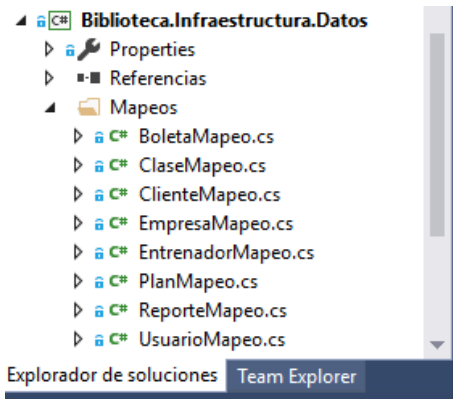 C# Biblioteca.Infraestructura.Datos
Properties
Referencias
Mapeos
C# BoletaMapeo.cs
C# ClaseMapeo.cs
C# ClienteMapeo.cs
C# EmpresaMapeo.cs
C# EntrenadorMapeo.cs
C# PlanMapeo.cs
C# ReporteMapeo.cs
C# UsuarioMapeo.cs
Explorador de soluciones Team Explorer